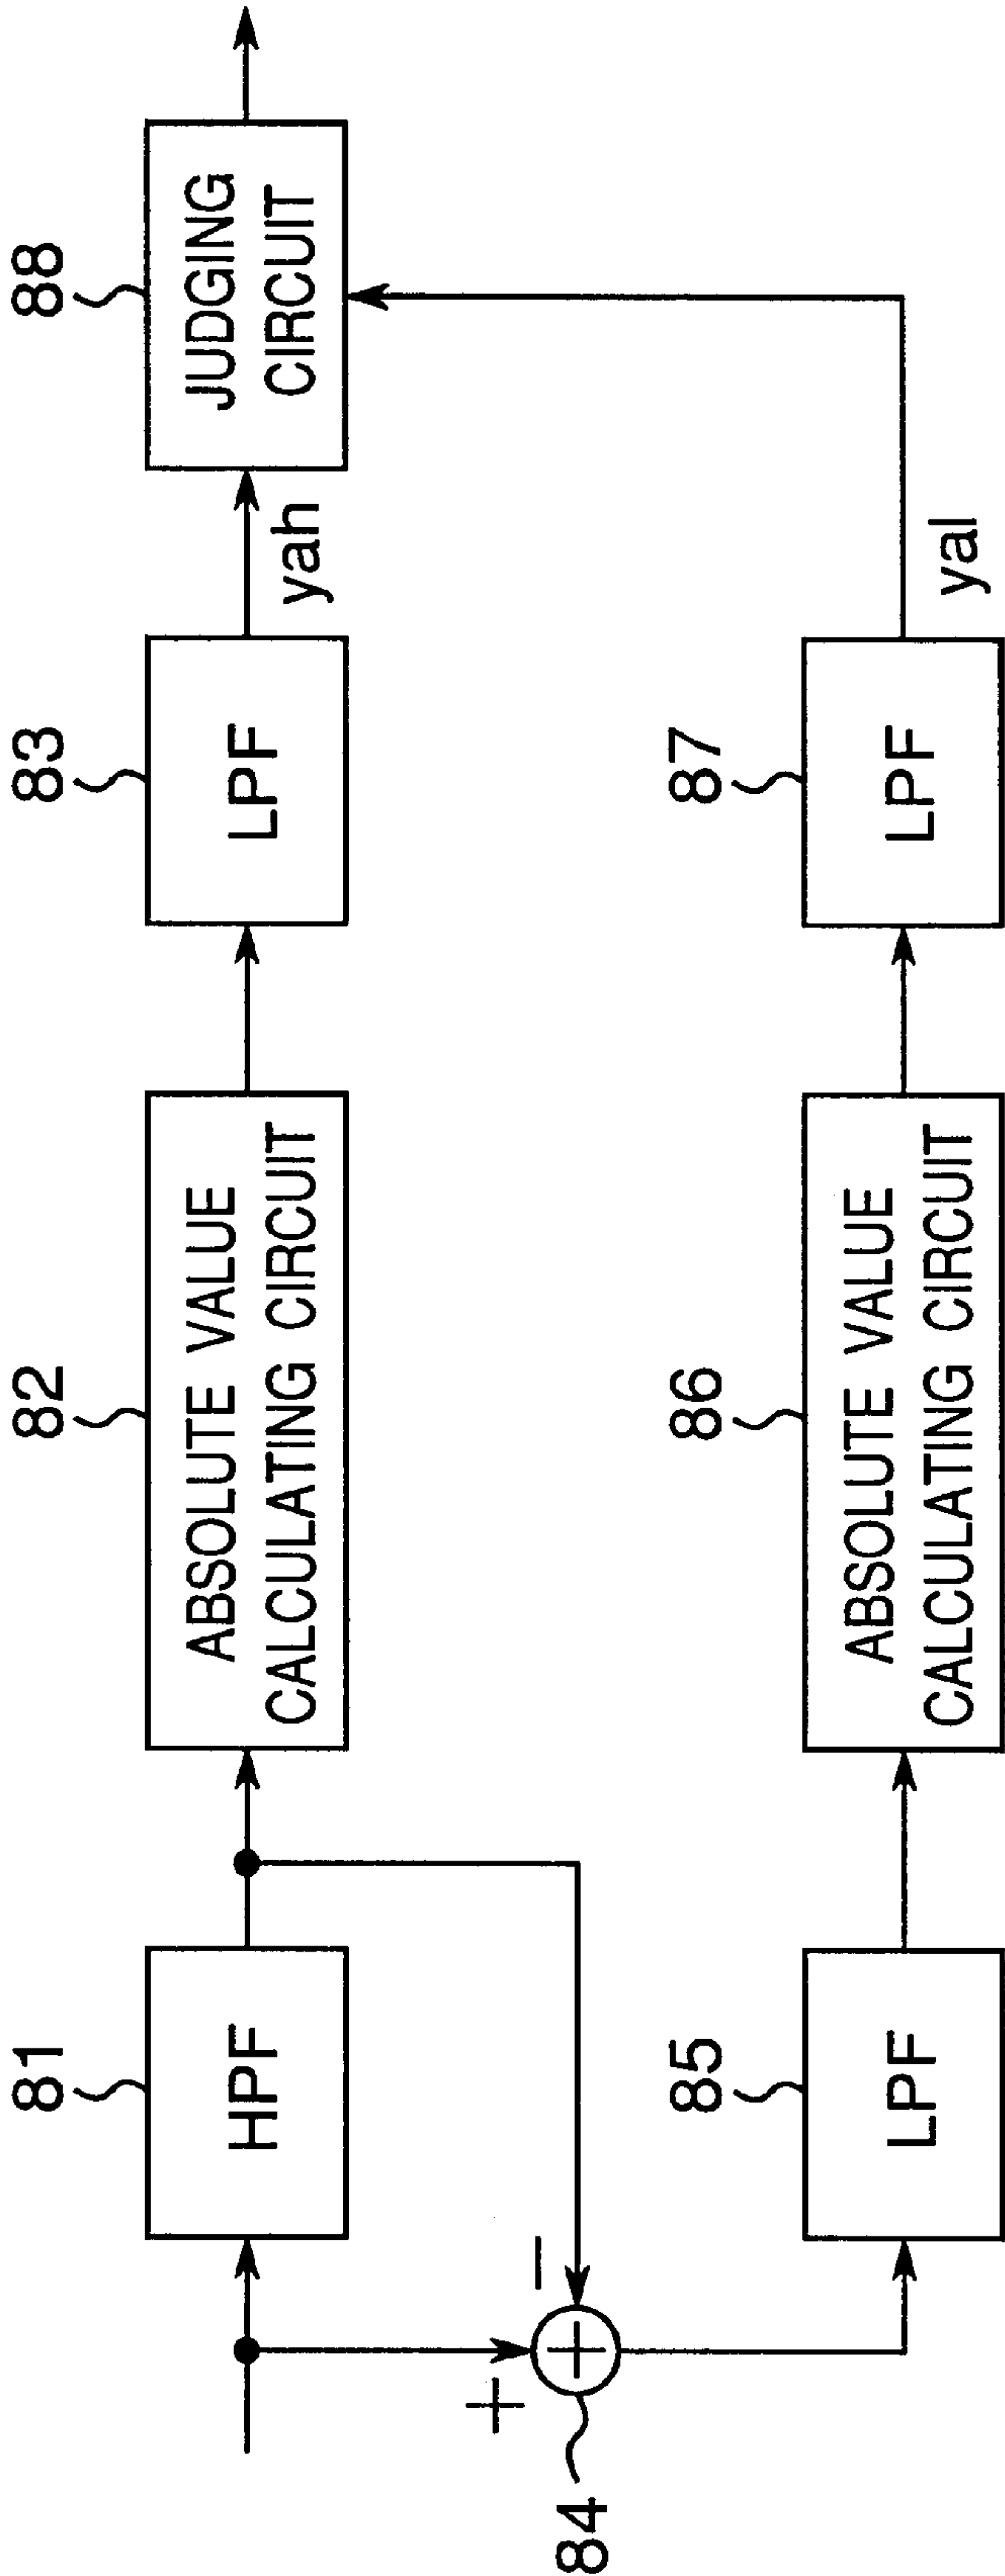 81
HPF
82
ABSOLUTE VALUE
CALCULATING CIRCUIT
83
LPF
yah
88
JUDGING
CIRCUIT
+
−
84
85
LPF
86
ABSOLUTE VALUE
CALCULATING CIRCUIT
87
LPF
yal